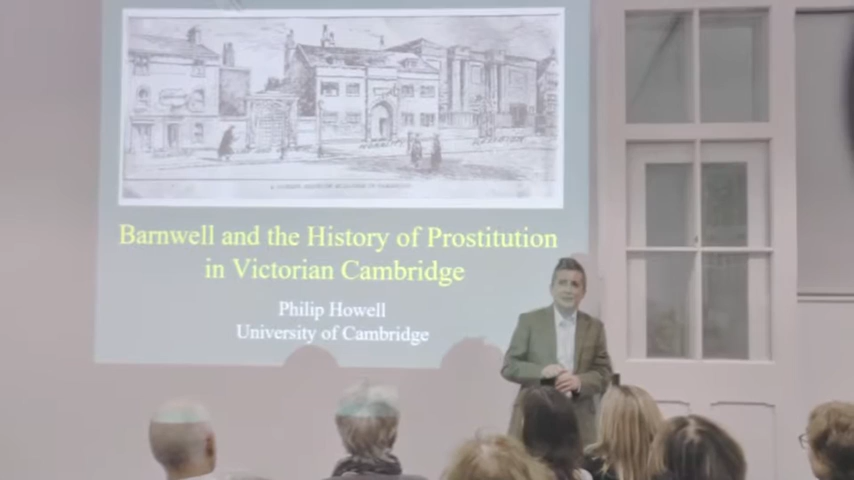 Barnwell and the History of Prostitution
in Victorian Cambridge
Philip Howell
University of Cambridge